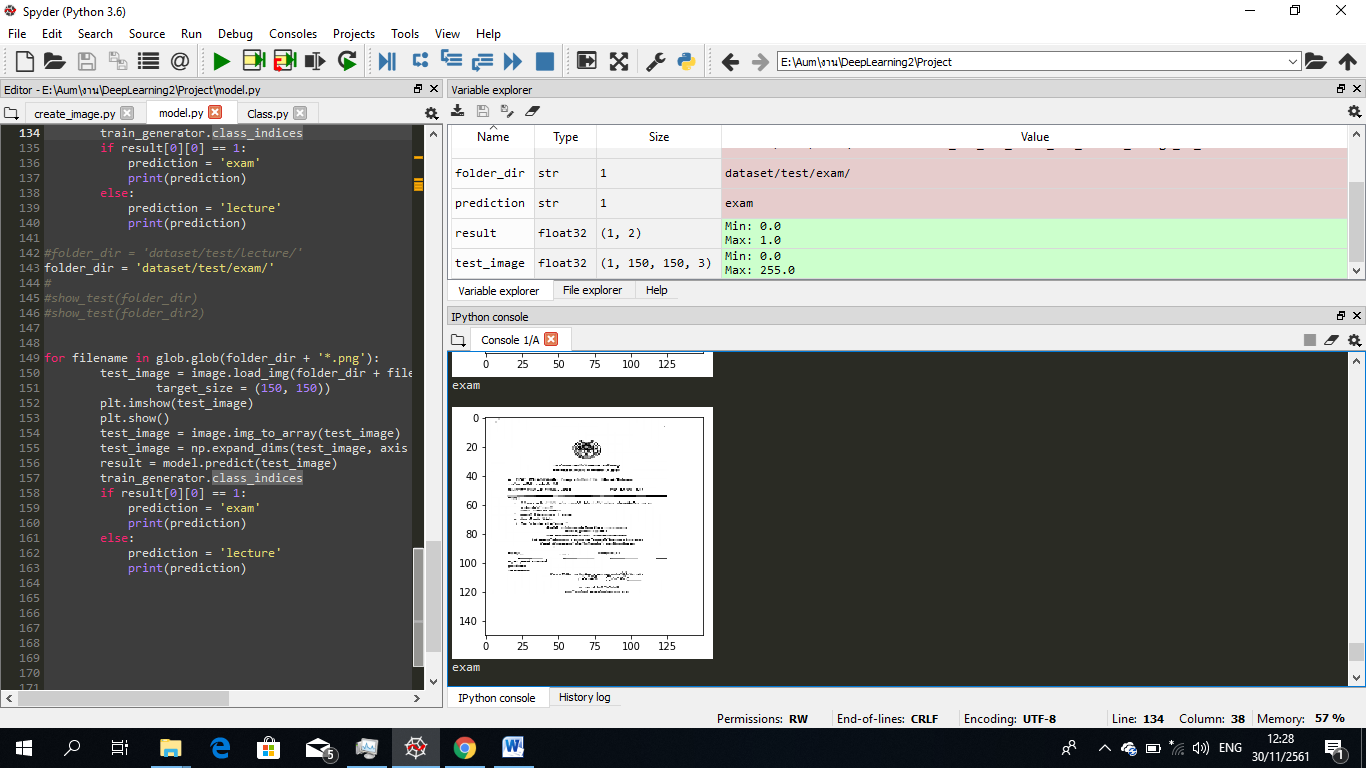 Spyder (Python 3.6)
File Edit Search Source Run Debug Consoles Projects Tools View Help
E:\Aum\งาน\DeepLearning2\Project
Editor - E:\Aum\งาน\DeepLearning2\Project\model.py
create_image.py model.py Class.py
134 train_generator.class_indices
135 if result[0][0] == 1:
136 prediction = 'exam'
137 print(prediction)
138 else:
139 prediction = 'lecture'
140 print(prediction)
141
142 #folder_dir = 'dataset/test/lecture/'
143 folder_dir = 'dataset/test/exam/'
144 #
145 #show_test(folder_dir)
146 #show_test(folder_dir2)
147
148
149 for filename in glob.glob(folder_dir + '*.png'):
150 test_image = image.load_img(folder_dir + file
151 target_size = (150, 150))
152 plt.imshow(test_image)
153 plt.show()
154 test_image = image.img_to_array(test_image)
155 test_image = np.expand_dims(test_image, axis
156 result = model.predict(test_image)
157 train_generator.class_indices
158 if result[0][0] == 1:
159 prediction = 'exam'
160 print(prediction)
161 else:
162 prediction = 'lecture'
163 print(prediction)
164
165
166
167
168
169
170
171
Variable explorer
Name Type Size Value
folder_dir str 1 dataset/test/exam/
prediction str 1 exam
result float32 (1, 2) Min: 0.0
Max: 1.0
test_image float32 (1, 150, 150, 3) Min: 0.0
Max: 255.0
Variable explorer File explorer Help
IPython console
Console 1/A
0 25 50 75 100 125
exam
0
20
40
60
80
100
120
140
0 25 50 75 100 125
exam
IPython console History log
Permissions: RW End-of-lines: CRLF Encoding: UTF-8 Line: 134 Column: 38 Memory: 57 %
5
ENG
12:28
30/11/2561
1